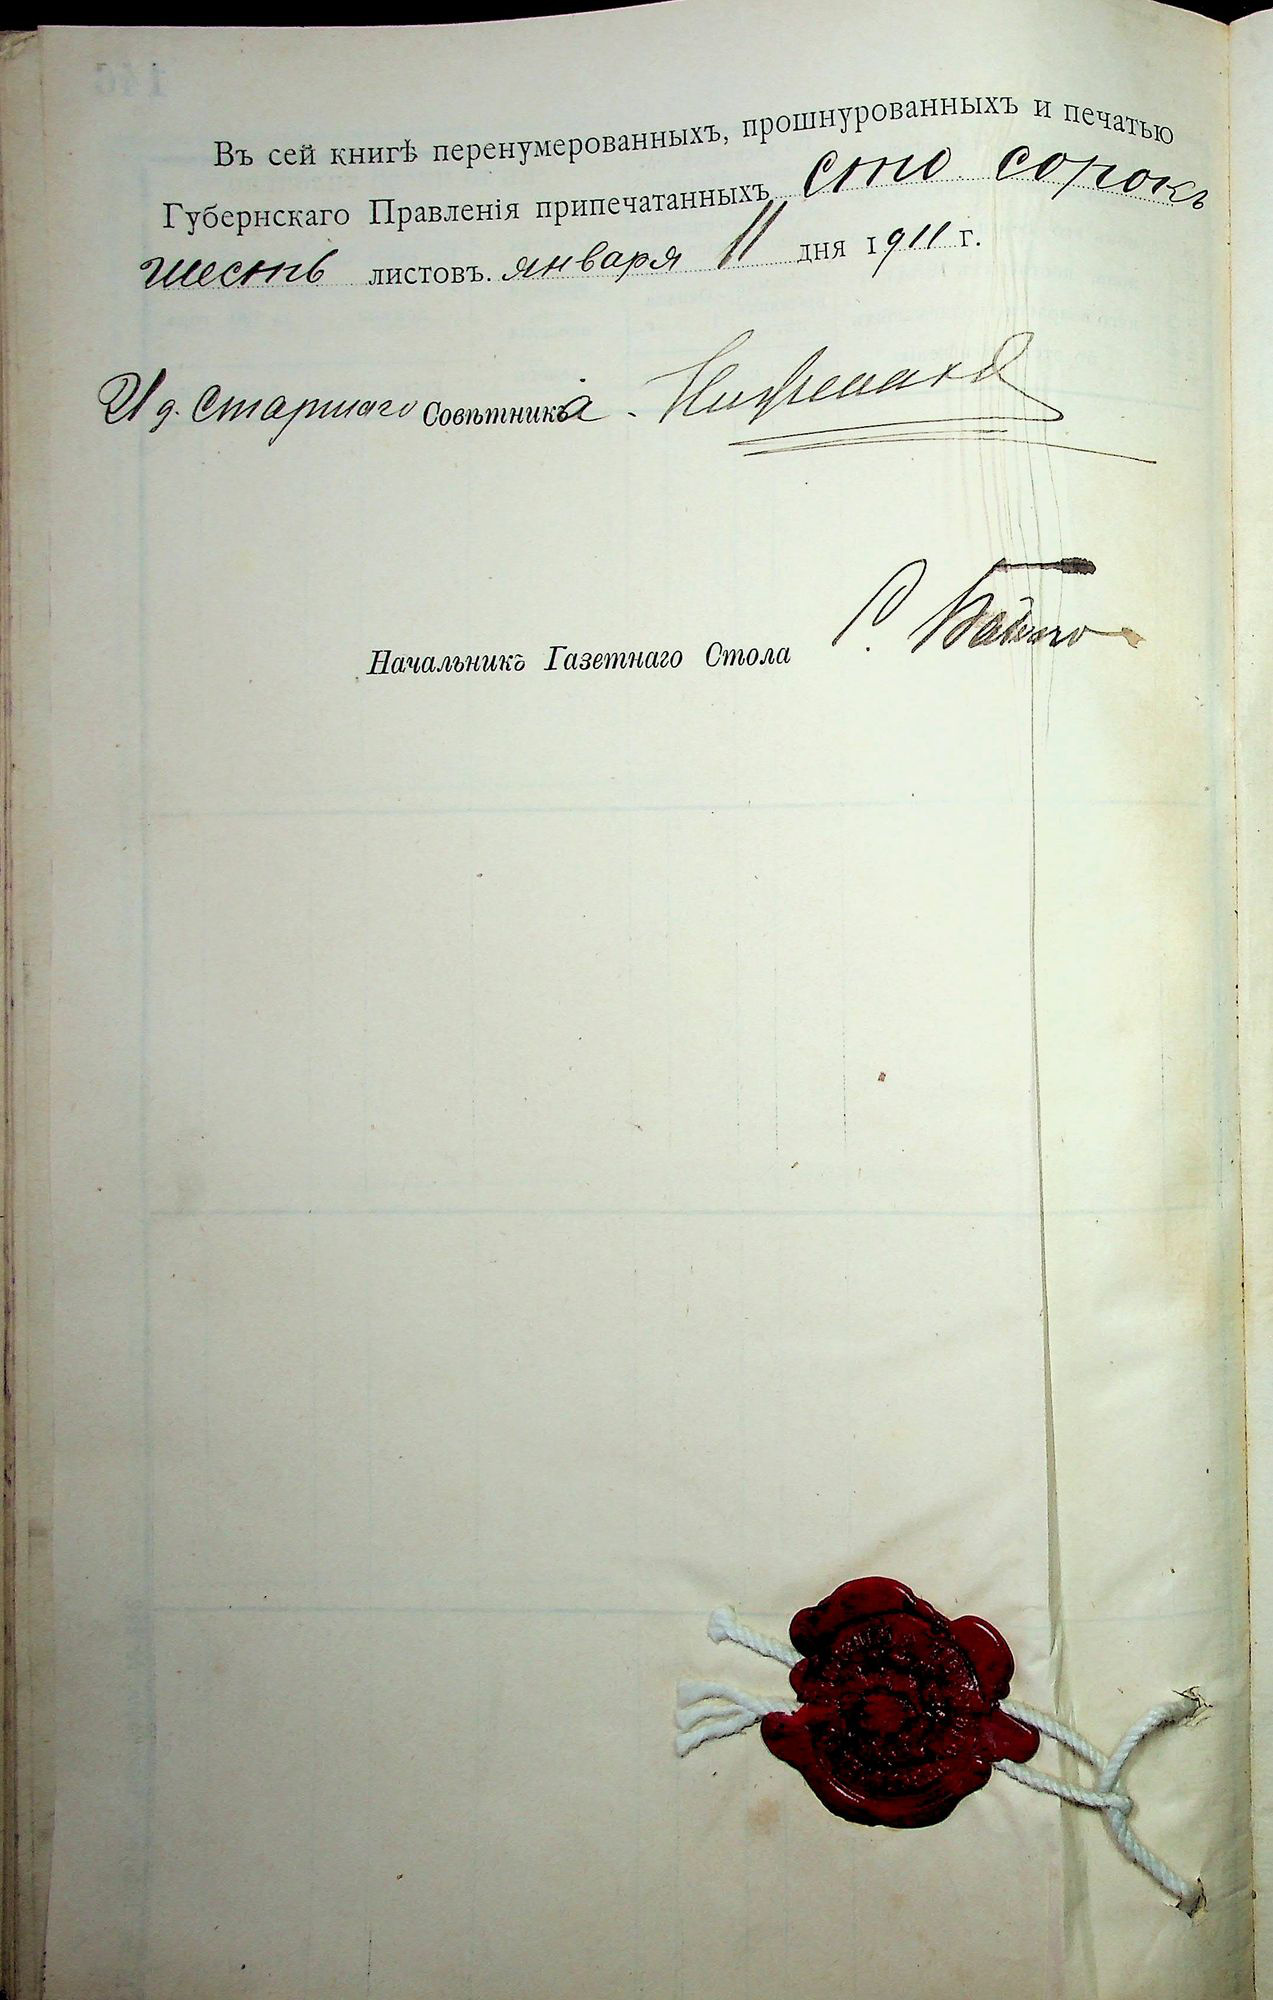 Въ сей книгѣ перенумерованныхъ, прошнурованныхъ и печатью
Губернскаго Правленія припечатанныхъ сто сорокъ
шесть листовъ. января 11 дня 1911 г.
И д. Старшаго Совѣтника
Начальникъ Газетнаго Стола С.